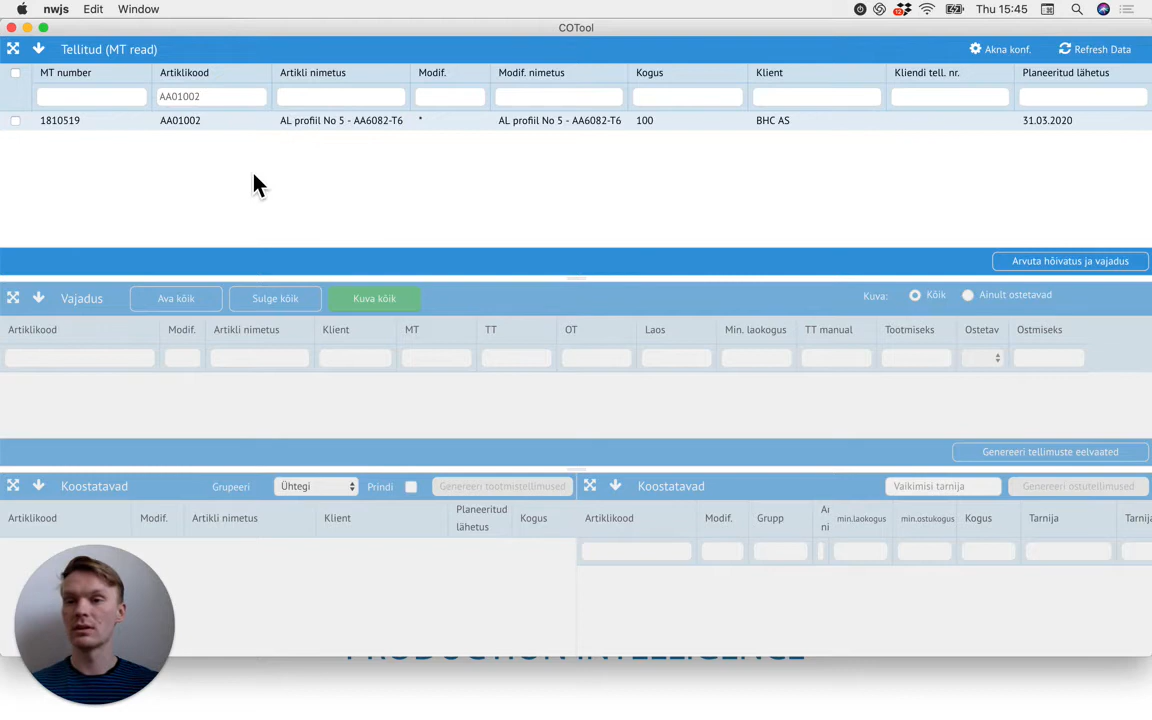 nwjs Edit Window Thu 15:45
COTool
Tellitud (MT read) Akna konf. Refresh Data
MT number Artiklikood Artikli nimetus Modif. Modif. nimetus Kogus Klient Kliendi tell. nr. Planeeritud lähetus
AA01002
1810519 AA01002 AL profiil No 5 - AA6082-T6 * AL profiil No 5 - AA6082-T6 100 BHC AS 31.03.2020
Arvuta hõivatus ja vajadus
Vajadus Ava kõik Sulge kõik Kuva kõik Kuva: Kõik Ainult ostetavad
Artiklikood Modif. Artikli nimetus Klient MT TT OT Laos Min. laokogus TT manual Tootmiseks Ostetav Ostmiseks
Genereeri tellimuste eelvaated
Koostatavad Grupeeri Ühtegi Prindi Genereeri tootmistellimused
Artiklikood Modif. Artikli nimetus Klient Planeeritud lähetus Kogus
Koostatavad Vaikimisi tarnija Genereeri ostutellimused
Artiklikood Modif. Grupp min.laokogus min.ostukogus Kogus Tarnija
PRODUCTION INTELLIGENCE